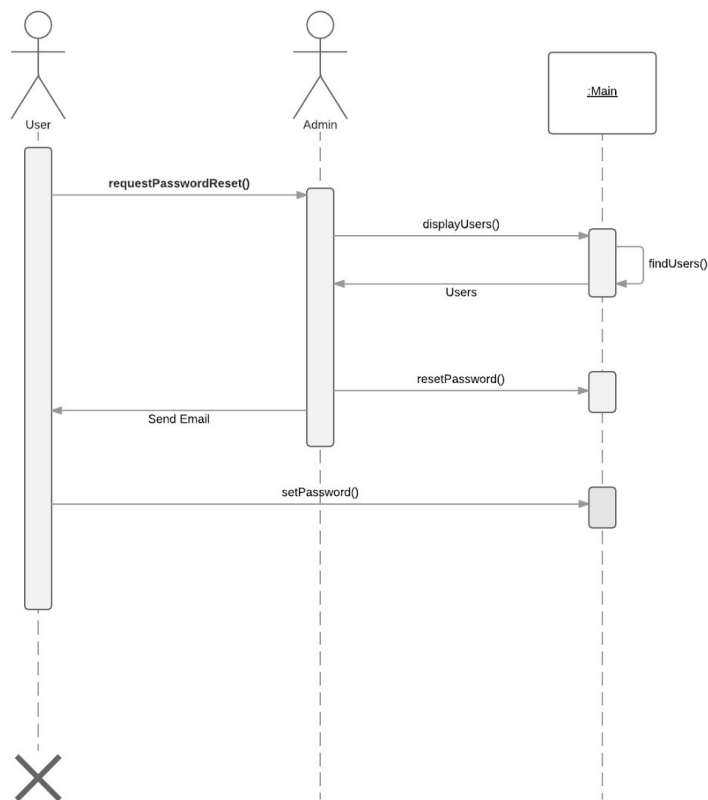 User
Admin
:Main
requestPasswordReset()
displayUsers()
findUsers()
Users
resetPassword()
Send Email
setPassword()